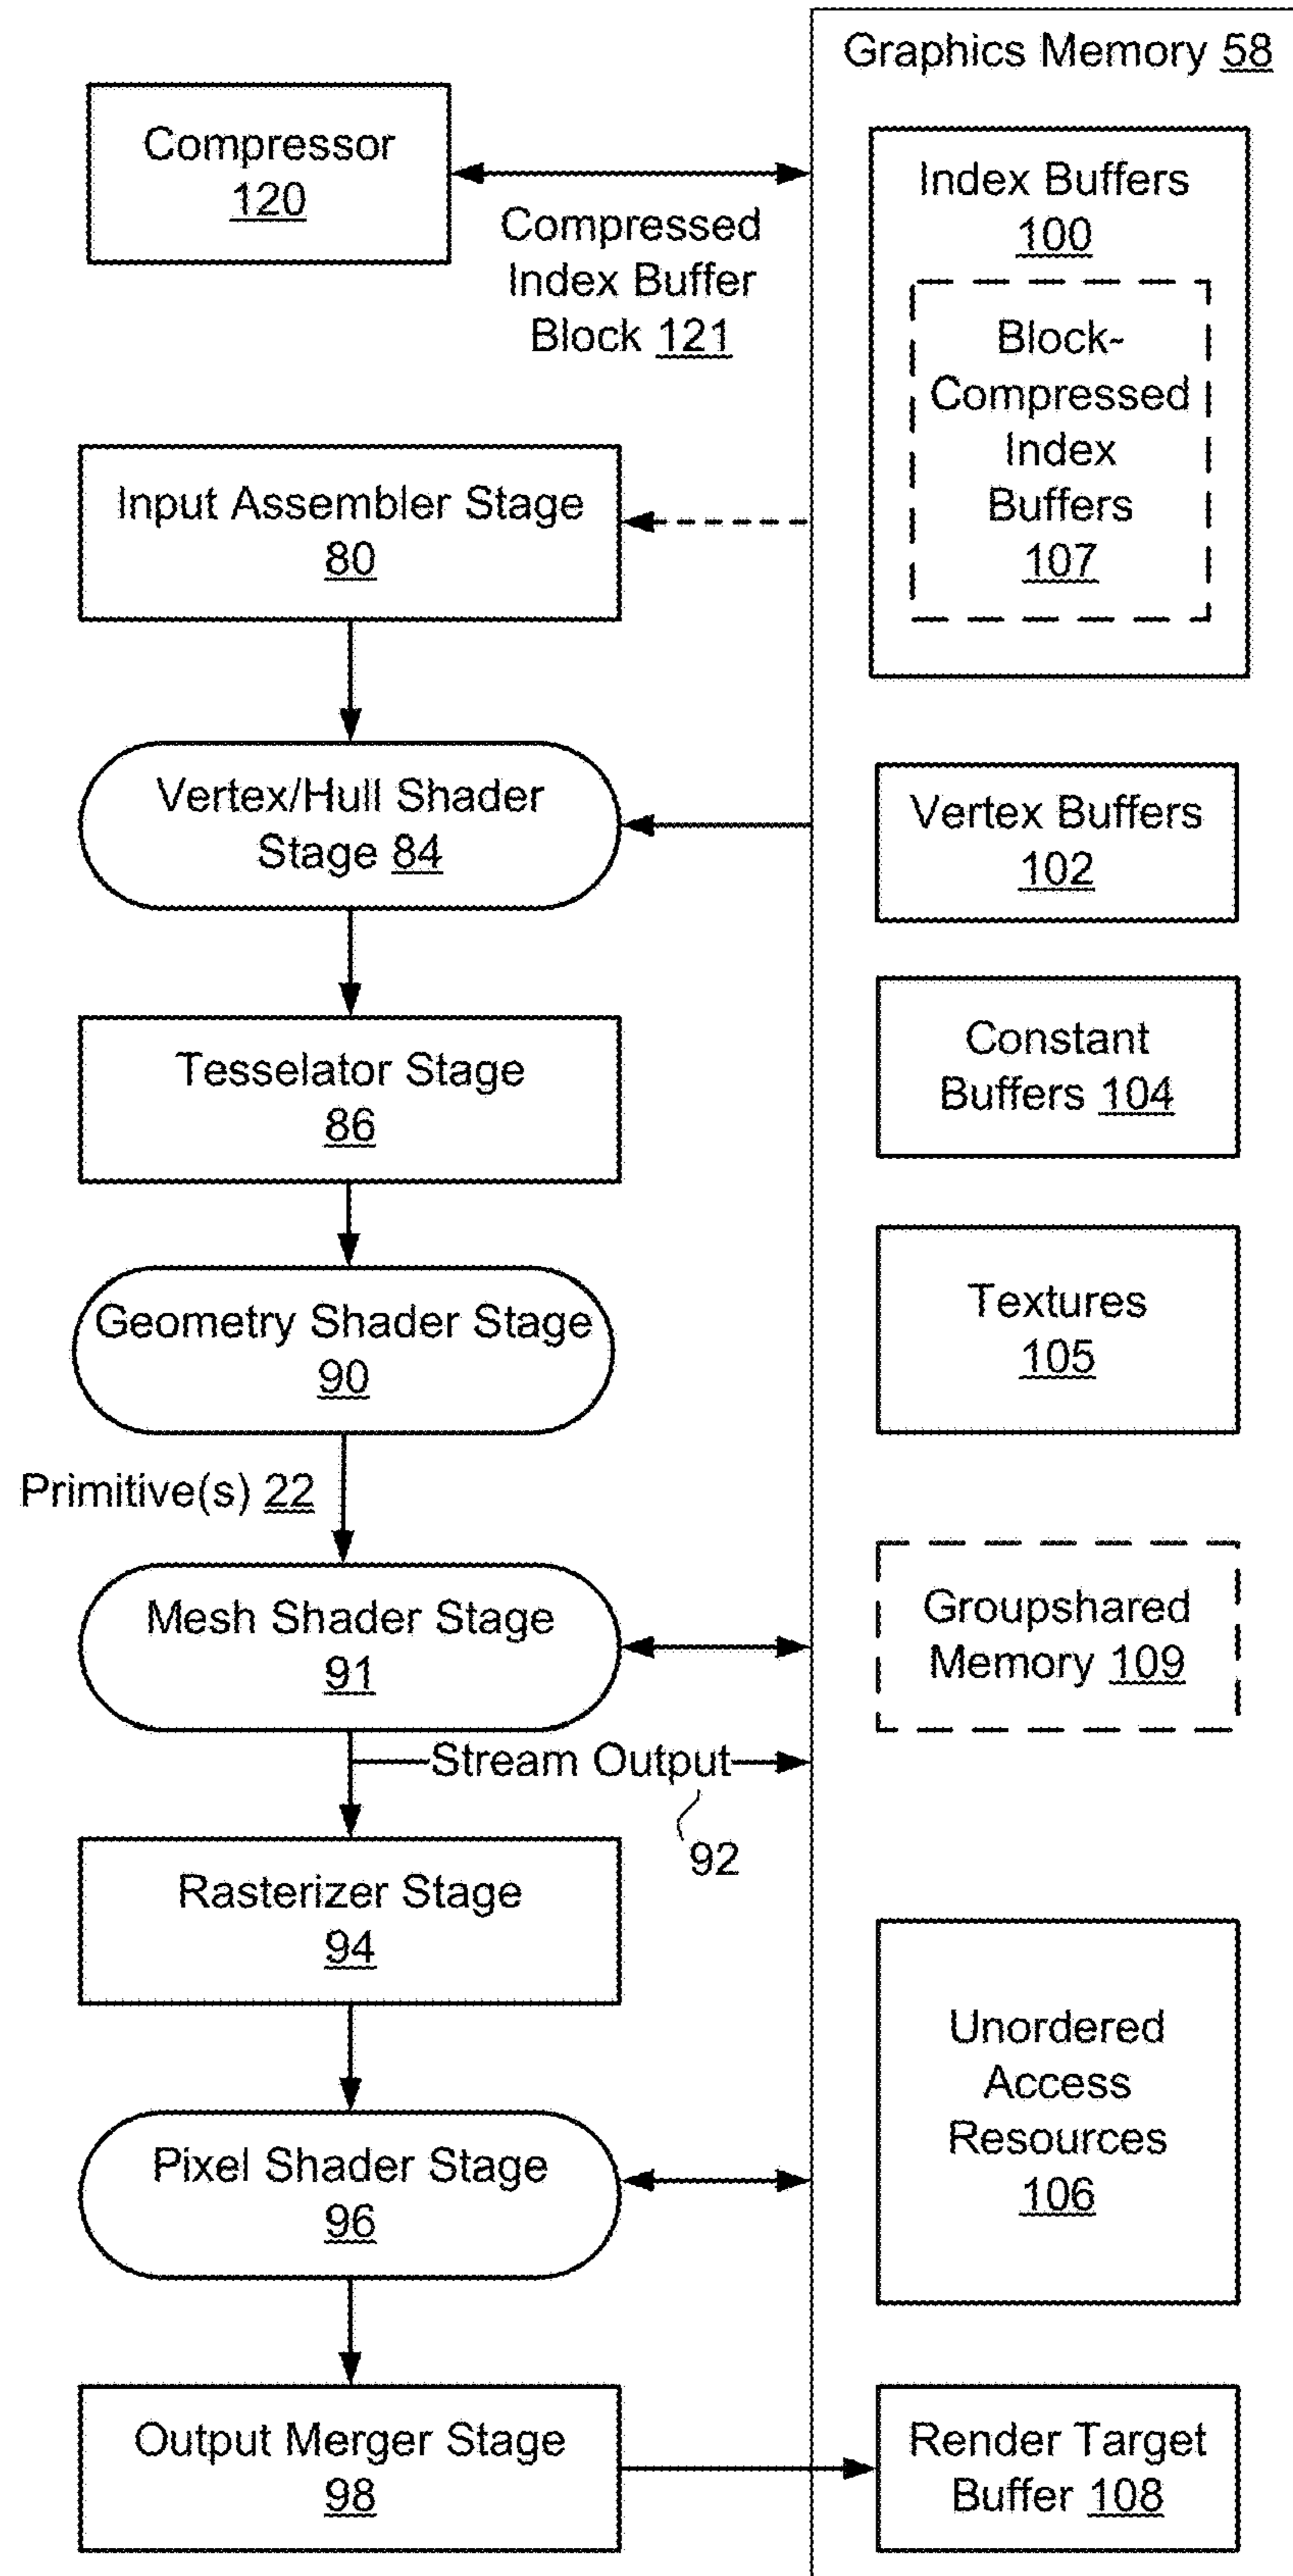 Graphics Memory 58
Compressor
120
Compressed
Index Buffer
Block 121
Index Buffers
100
Block-
Compressed
Index
Buffers
107
Input Assembler Stage
80
Vertex/Hull Shader
Stage 84
Vertex Buffers
102
Tesselator Stage
86
Constant
Buffers 104
Geometry Shader Stage
90
Textures
105
Primitive(s) 22
Mesh Shader Stage
91
Groupshared
Memory 109
Stream Output
92
Rasterizer Stage
94
Unordered
Access
Resources
106
Pixel Shader Stage
96
Output Merger Stage
98
Render Target
Buffer 108